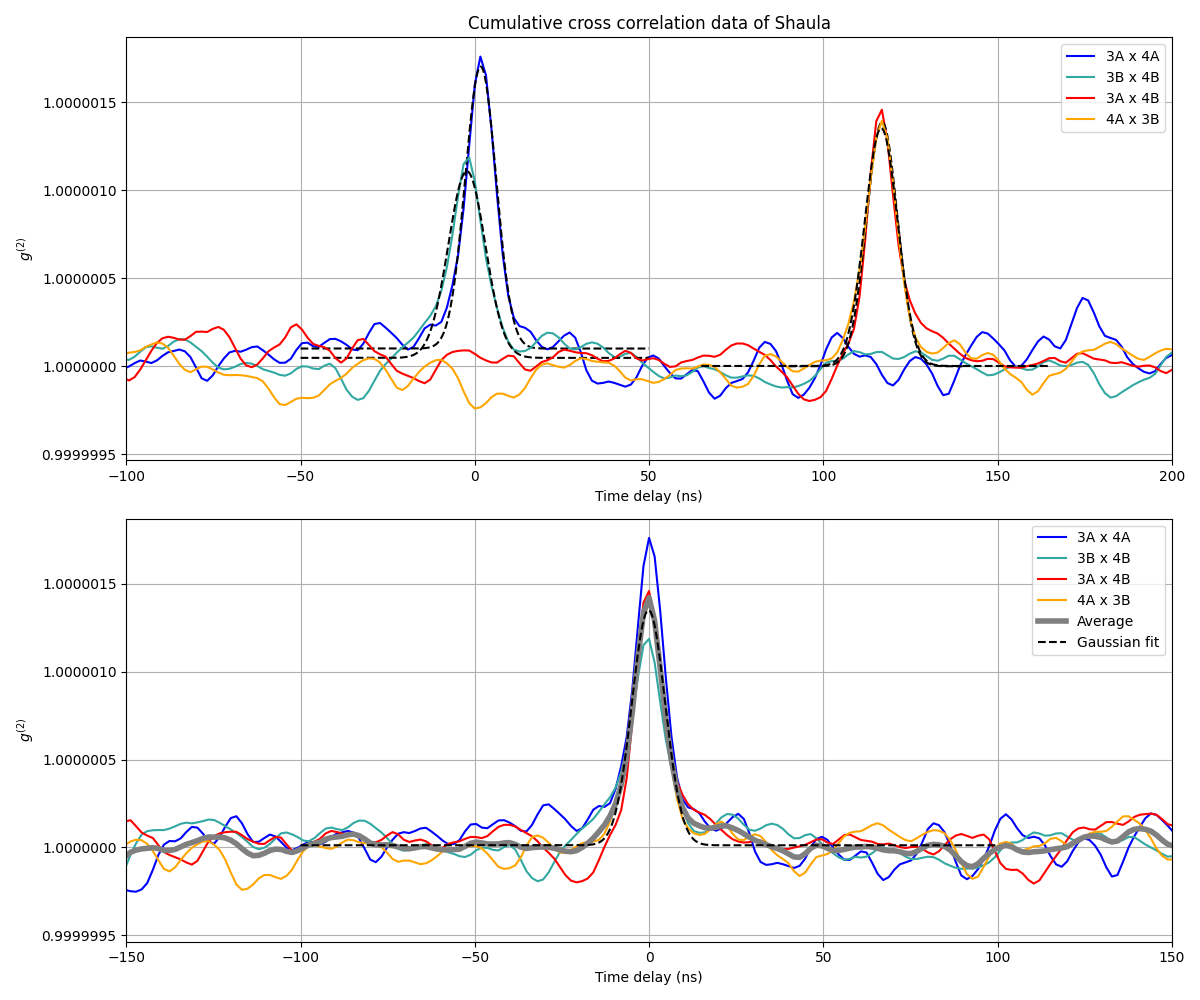 Cumulative cross correlation data of Shaula
g(2)
1.0000015
1.0000010
1.0000005
1.0000000
0.9999995
3A x 4A
3B x 4B
3A x 4B
4A x 3B
−100 −50 0 50 100 150 200
Time delay (ns)
g(2)
1.0000015
1.0000010
1.0000005
1.0000000
0.9999995
3A x 4A
3B x 4B
3A x 4B
4A x 3B
Average
Gaussian fit
−150 −100 −50 0 50 100 150
Time delay (ns)